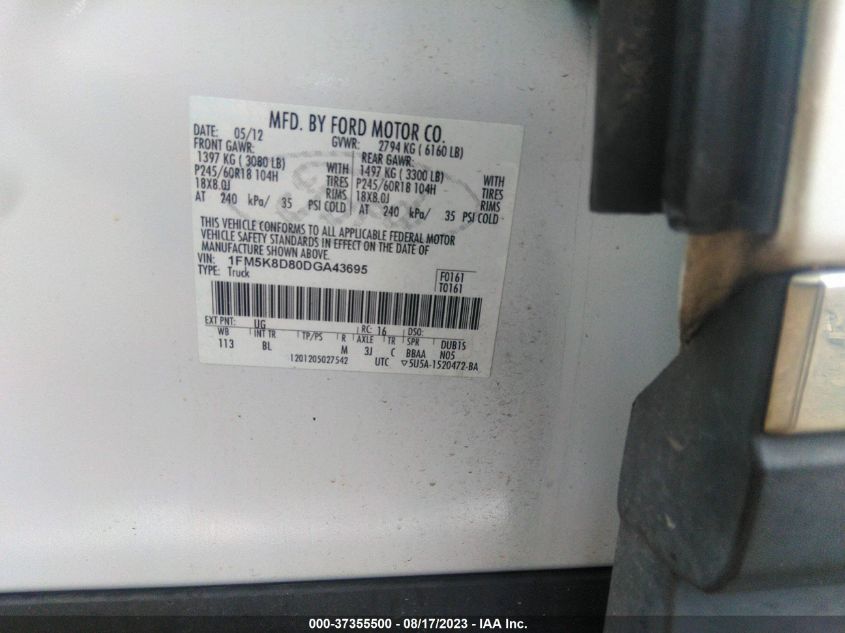 MFD. BY FORD MOTOR CO.
DATE: 05/12 GVWR: 2794 KG ( 6160 LB)
FRONT GAWR: REAR GAWR:
1397 KG ( 3080 LB) WITH 1497 KG ( 3300 LB) WITH
P245/60R18 104H TIRES P245/60R18 104H TIRES
18X8.0J RIMS 18X8.0J RIMS
AT 240 kPa/ 35 PSI COLD AT 240 kPa/ 35 PSI COLD
THIS VEHICLE CONFORMS TO ALL APPLICABLE FEDERAL MOTOR
VEHICLE SAFETY STANDARDS IN EFFECT ON THE DATE OF
MANUFACTURE SHOWN ABOVE.
VIN: 1FM5K8D80DGA43695
TYPE: Truck
F0161
T0161
EXT PNT: UG RC: 16 DSO:
WB INT TR TP/PS R AXLE TR SPR DUB15
113 BL M 3J C BBAA N05
1201205027542 UTC ▽5U5A-1520472-BA
000-37355500 - 08/17/2023 - IAA Inc.